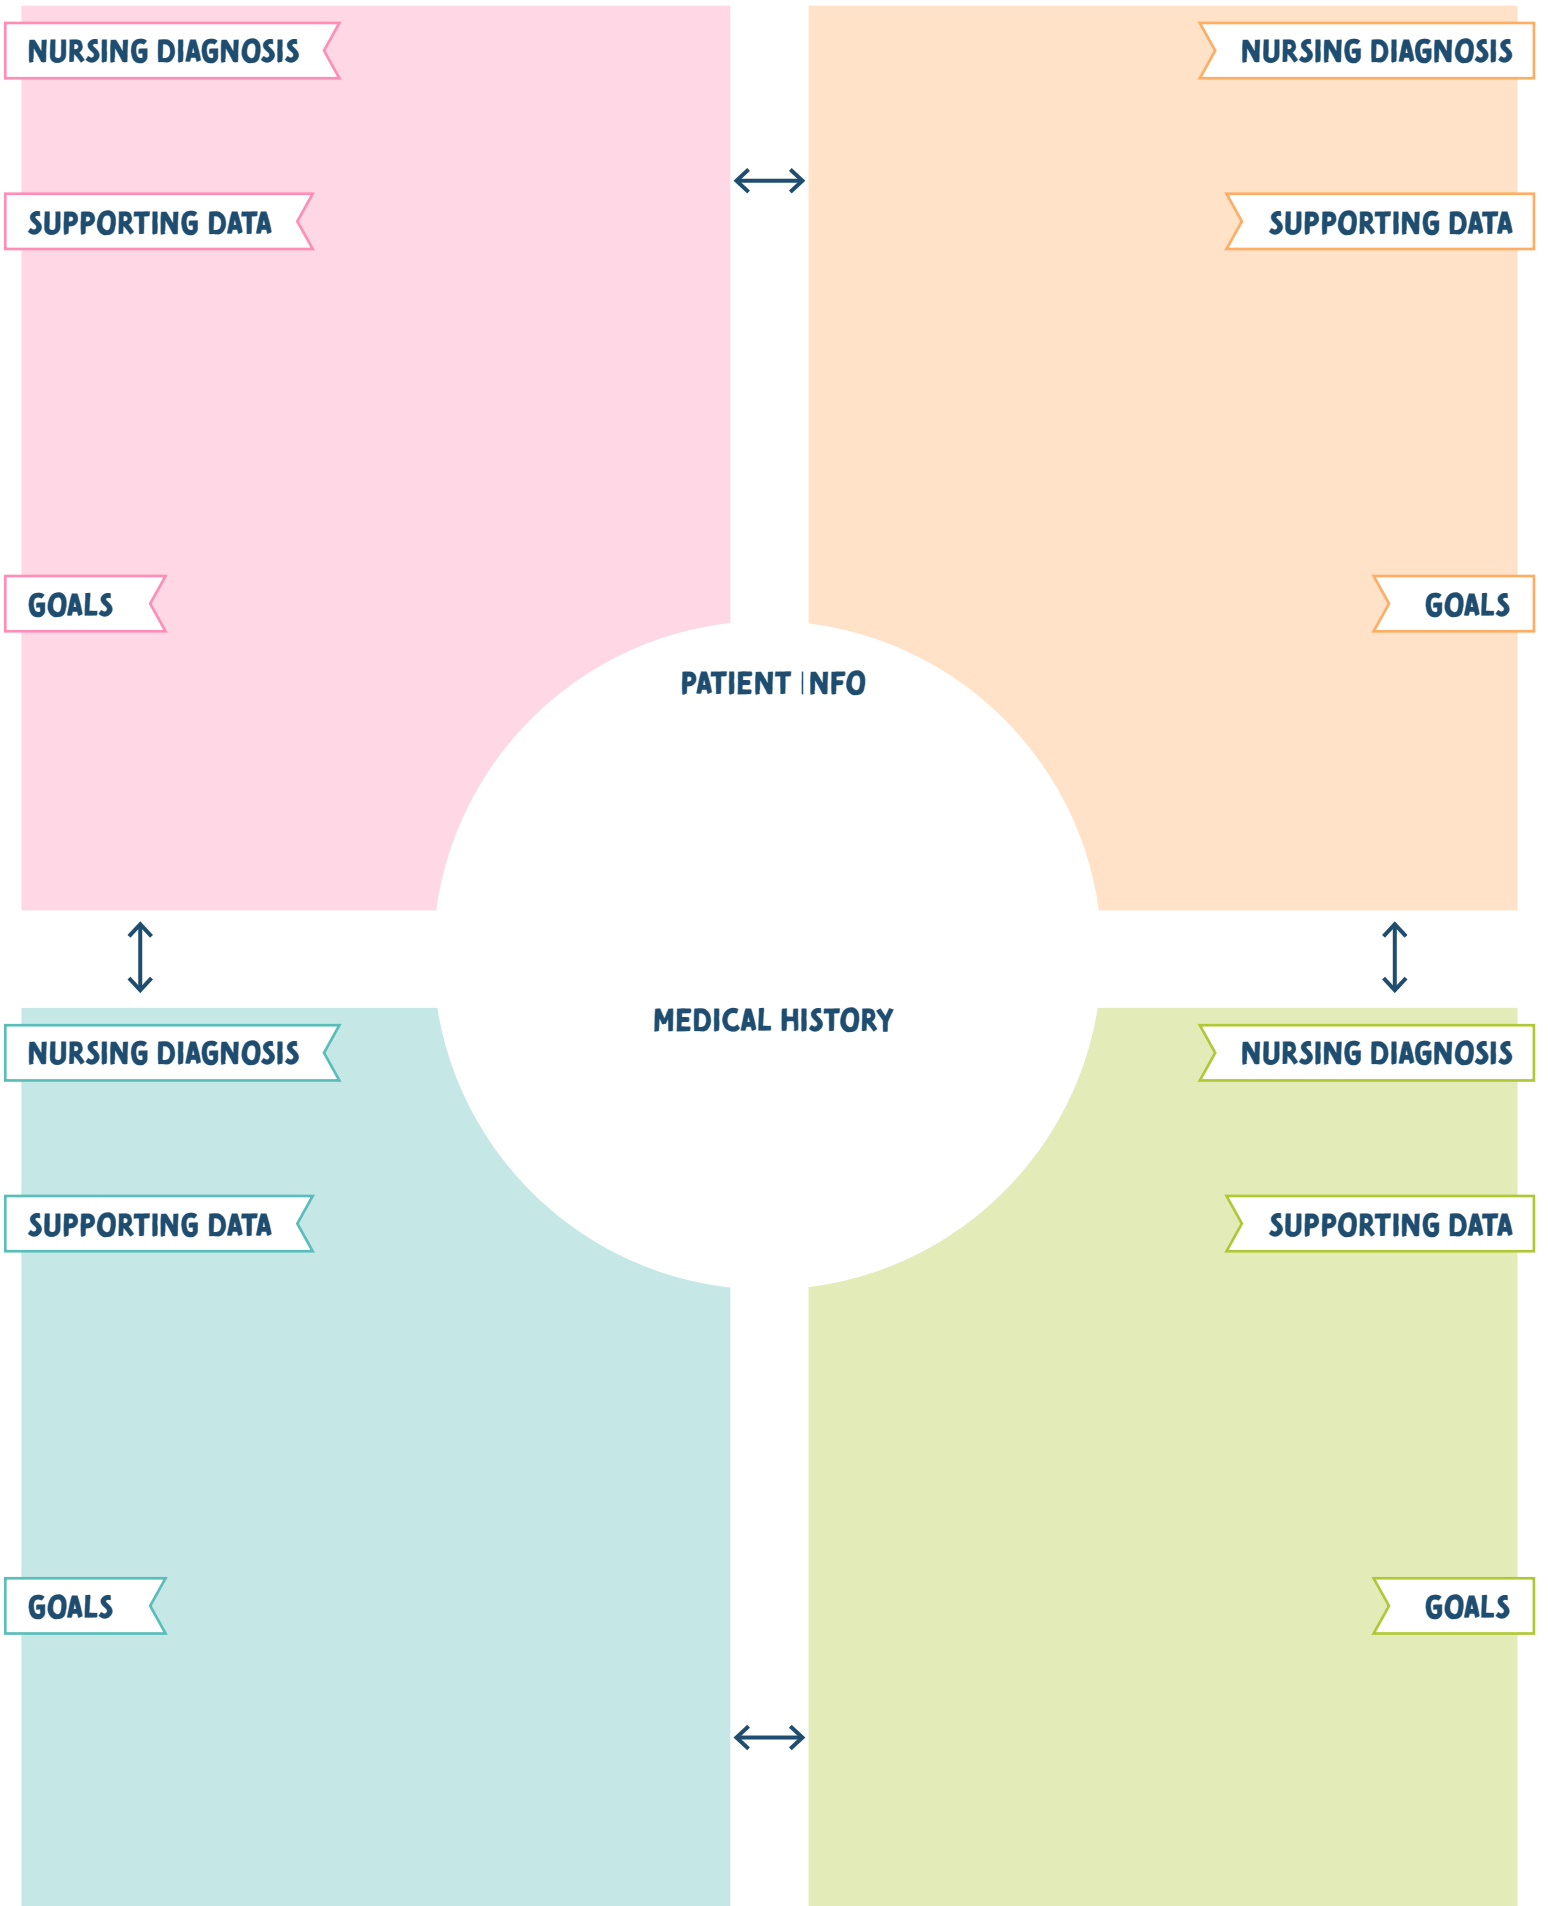 NURSING DIAGNOSIS
SUPPORTING DATA
GOALS
NURSING DIAGNOSIS
SUPPORTING DATA
GOALS
PATIENT INFO
MEDICAL HISTORY
NURSING DIAGNOSIS
SUPPORTING DATA
GOALS
NURSING DIAGNOSIS
SUPPORTING DATA
GOALS